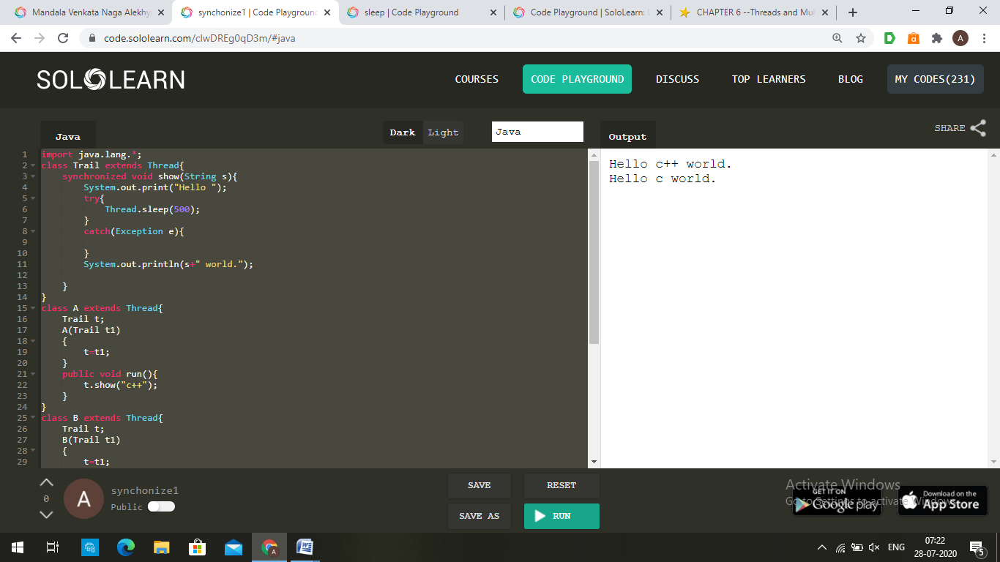 Mandala Venkata Naga Alekhy
synchonize1 | Code Playground
sleep | Code Playground
Code Playground | SoloLearn: L
CHAPTER 6 --Threads and Mul
code.sololearn.com/
#java
A
SOLOLEARN
COURSES
CODE PLAYGROUND
DISCUSS
TOP LEARNERS
BLOG
MY CODES(231)
Java
Dark
Light
Java
Output
SHARE
1 import java.lang.*;
2 class Trail extends Thread{
3 synchronized void show(String s){
4 System.out.print("Hello ");
5 try{
6 Thread.sleep(500);
7 }
8 catch(Exception e){
9
10 }
11 System.out.println(s+" world.");
12
13 }
14 }
15 class A extends Thread{
16 Trail t;
17 A(Trail t1)
18 {
19 t=t1;
20 }
21 public void run(){
22 t.show("c++");
23 }
24 }
25 class B extends Thread{
26 Trail t;
27 B(Trail t1)
28 {
29 t=t1;
Hello c++ world.
Hello c world.
0
A
synchonize1
Public
SAVE
RESET
SAVE AS
RUN
Activate Windows
Go to Settings to activate Windows.
GET IT ON
Google play
Download on the
App Store
A
W
ENG
07:22
28-07-2020
5